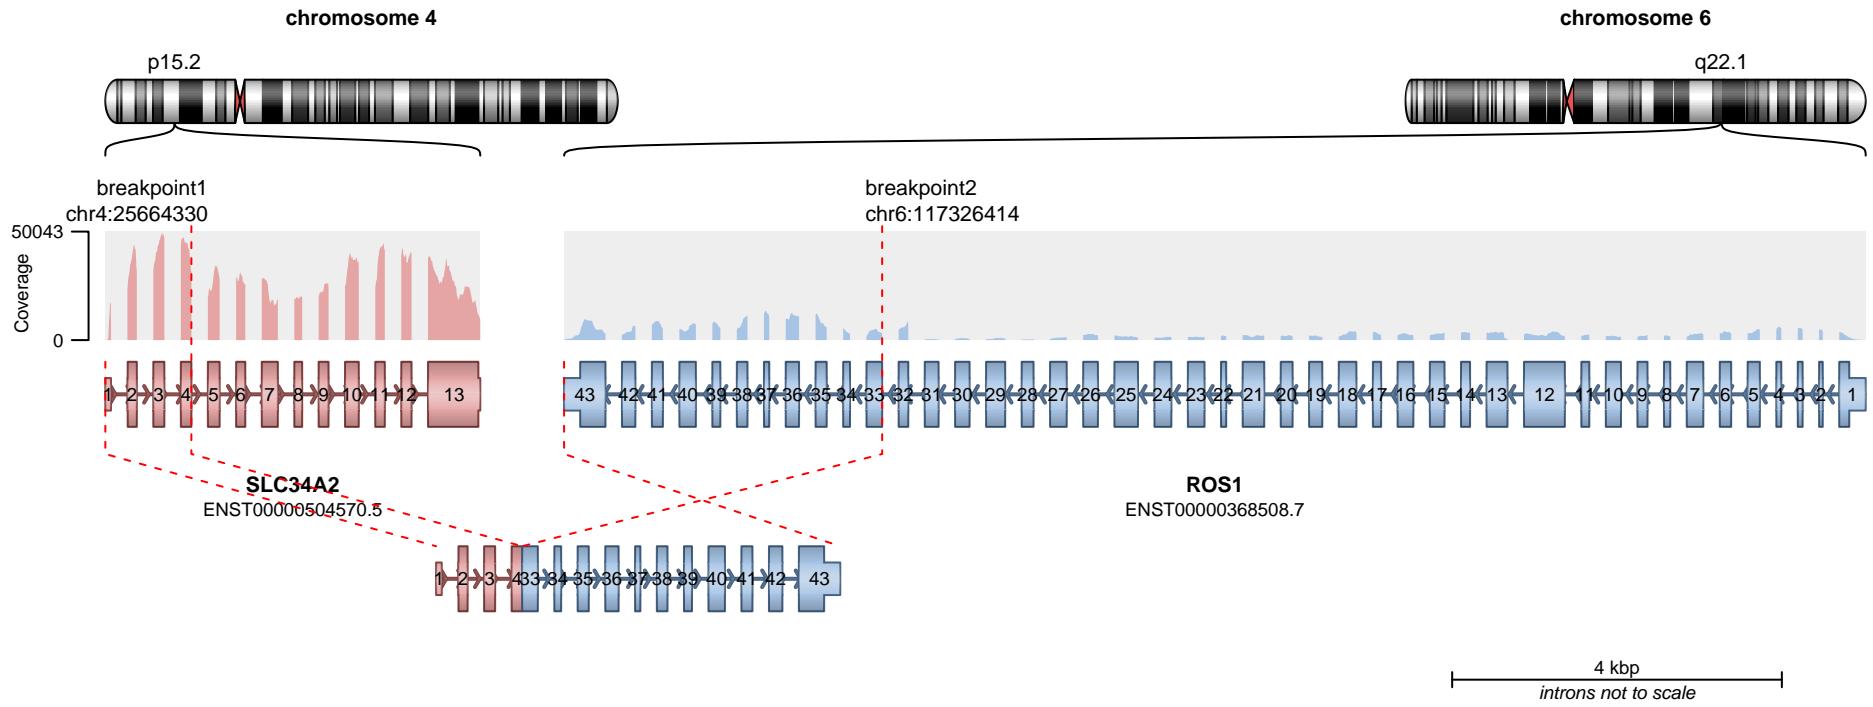 chromosome 4
chromosome 6
p15.2
q22.1
breakpoint1
chr4:25664330
breakpoint2
chr6:117326414
50043
Coverage
0
1 2 3 4 5 6 7 8 9 10 11 12 13
43 42 41 40 39 38 37 36 35 34 33 32 31 30 29 28 27 26 25 24 23 22 21 20 19 18 17 16 15 14 13 12 11 10 9 8 7 6 5 4 3 2 1
SLC34A2
ENST00000504570.5
ROS1
ENST00000368508.7
1 2 3 4 33 34 35 36 37 38 39 40 41 42 43
4 kbp
introns not to scale